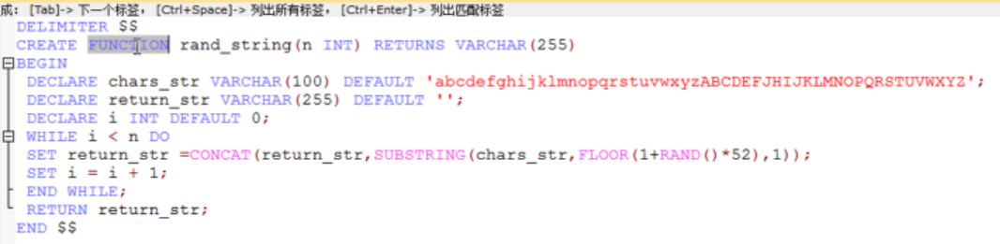 成: [Tab]-> 下一个标签, [Ctrl+Space]-> 列出所有标签, [Ctrl+Enter]-> 列出匹配标签
DELIMITER $$
CREATE FUNCTION rand_string(n INT) RETURNS VARCHAR(255)
BEGIN
DECLARE chars_str VARCHAR(100) DEFAULT 'abcdefghijklmnopqrstuvwxyzABCDEFJHIJKLMNOPQRSTUVWXYZ';
DECLARE return_str VARCHAR(255) DEFAULT '';
DECLARE i INT DEFAULT 0;
WHILE i < n DO
SET return_str =CONCAT(return_str,SUBSTRING(chars_str,FLOOR(1+RAND()*52),1));
SET i = i + 1;
END WHILE;
RETURN return_str;
END $$